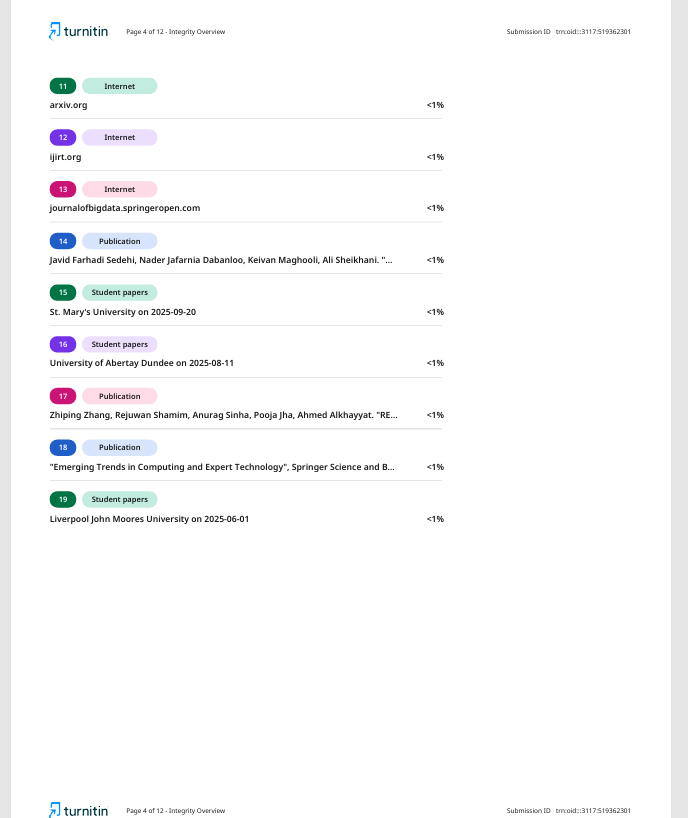 turnitin Page 4 of 12 - Integrity Overview Submission ID trn:oid:::3117:519362301
11 Internet
arxiv.org <1%
12 Internet
ijirt.org <1%
13 Internet
journalofbigdata.springeropen.com <1%
14 Publication
Javid Farhadi Sedehi, Nader Jafarnia Dabanloo, Keivan Maghooli, Ali Sheikhani. "... <1%
15 Student papers
St. Mary's University on 2025-09-20 <1%
16 Student papers
University of Abertay Dundee on 2025-08-11 <1%
17 Publication
Zhiping Zhang, Rejuwan Shamim, Anurag Sinha, Pooja Jha, Ahmed Alkhayyat. "RE... <1%
18 Publication
"Emerging Trends in Computing and Expert Technology", Springer Science and B... <1%
19 Student papers
Liverpool John Moores University on 2025-06-01 <1%
turnitin Page 4 of 12 - Integrity Overview Submission ID trn:oid:::3117:519362301